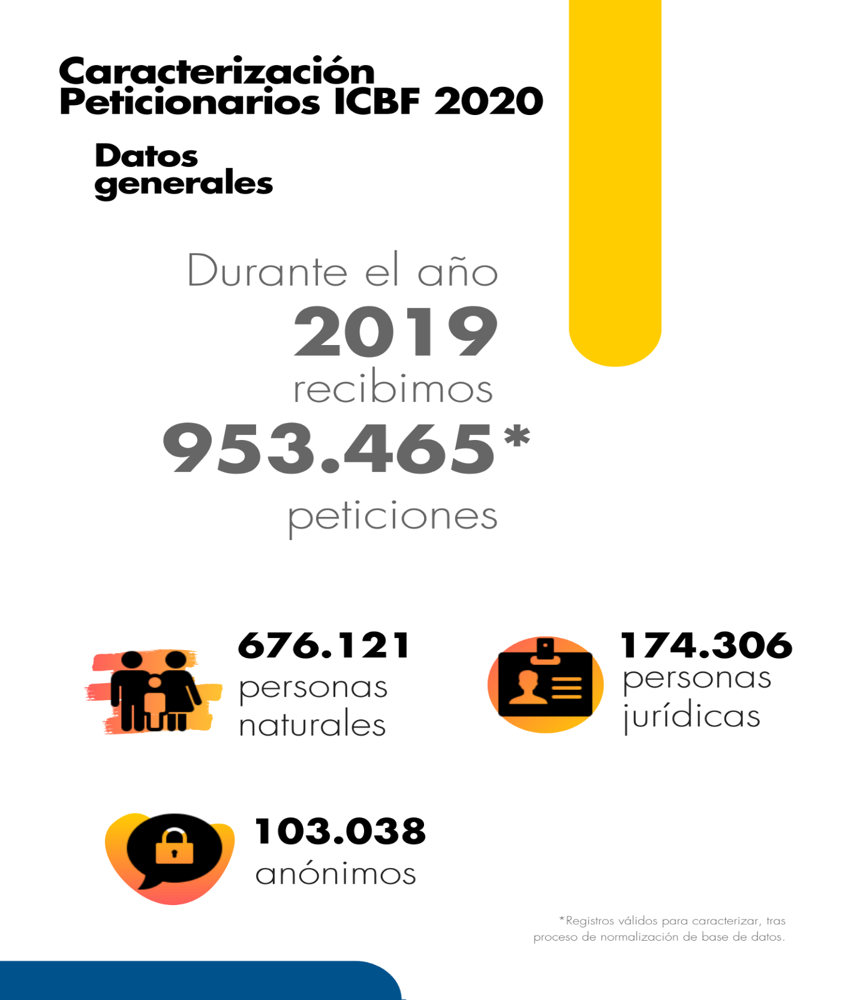 Caracterización
Peticionarios ICBF 2020
Datos
generales
Durante el año
2019
recibimos
953.465*
peticiones
676.121
personas
naturales
174.306
personas
jurídicas
103.038
anónimos
*Registros válidos para caracterizar, tras
proceso de normalización de base de datos.